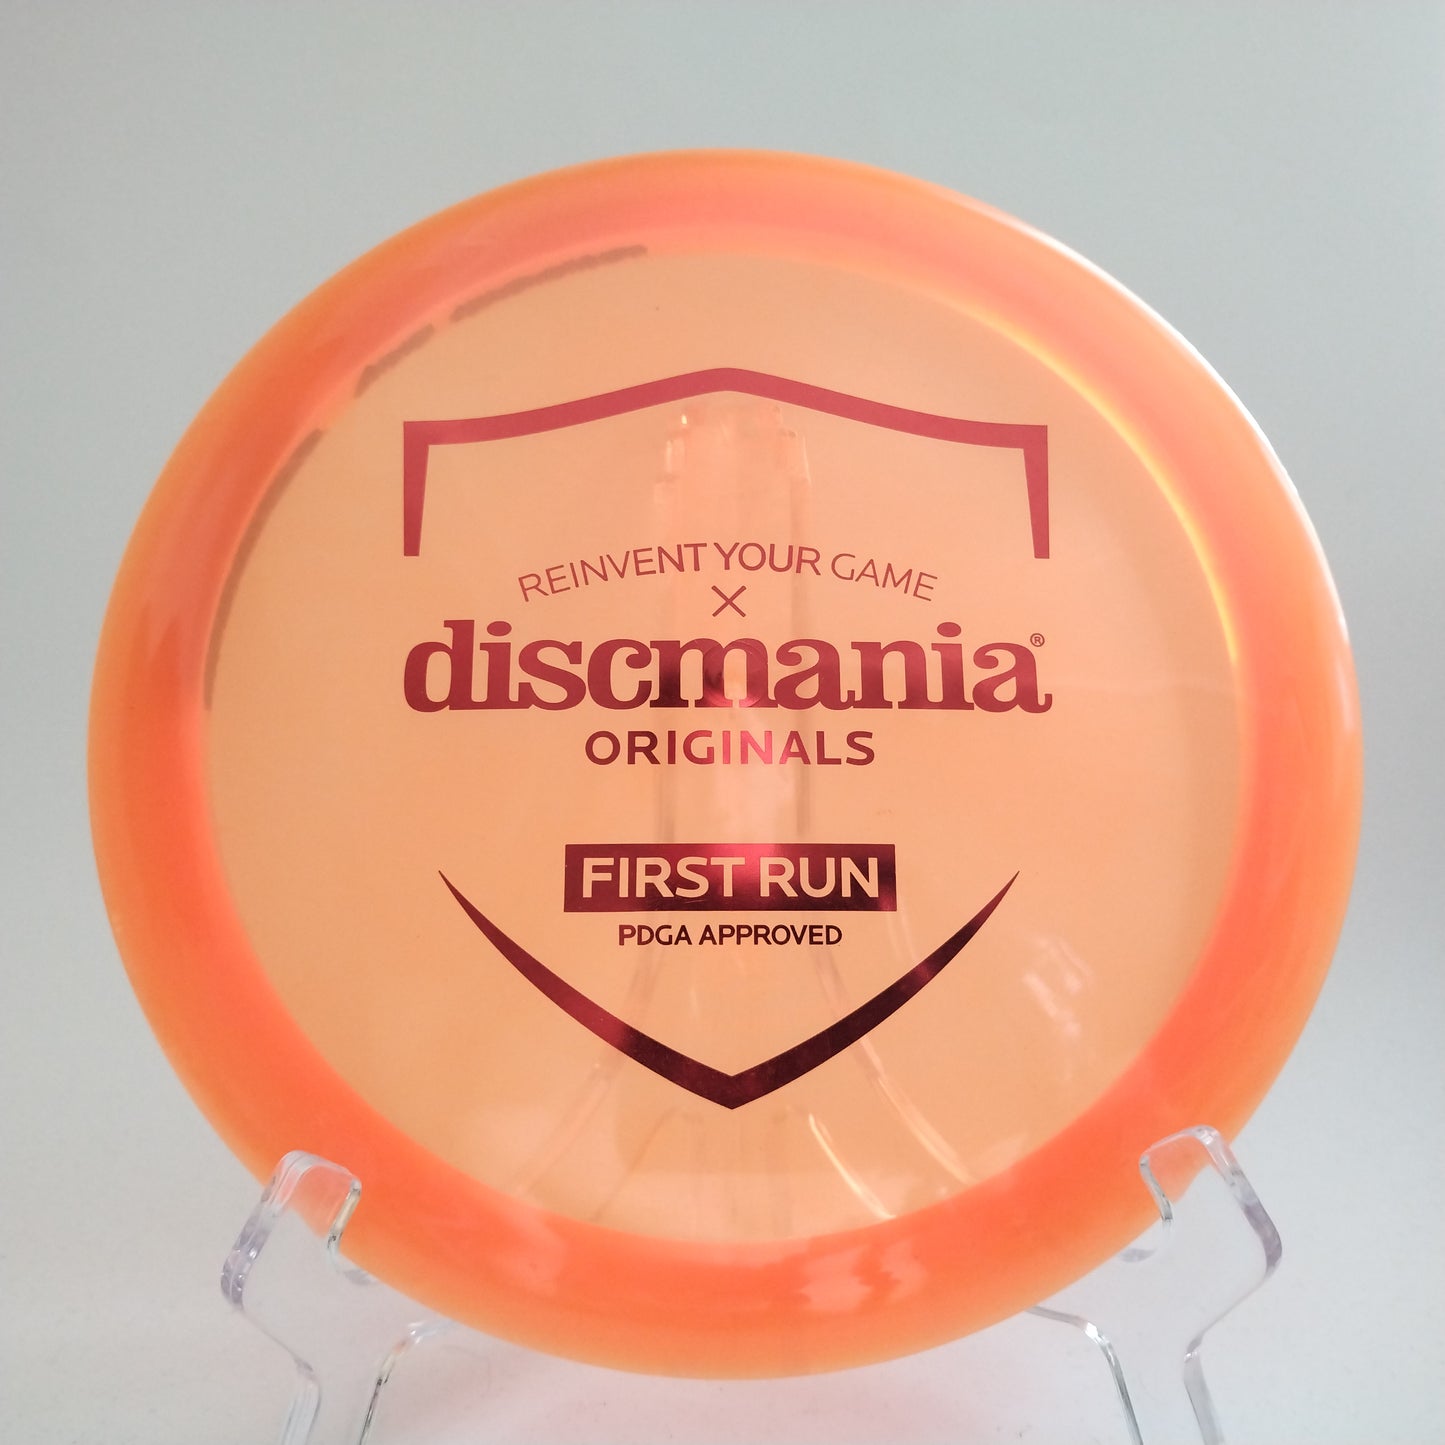 REINVENT YOUR GAME
X
discmania®
ORIGINALS
FIRST RUN
PDGA APPROVED